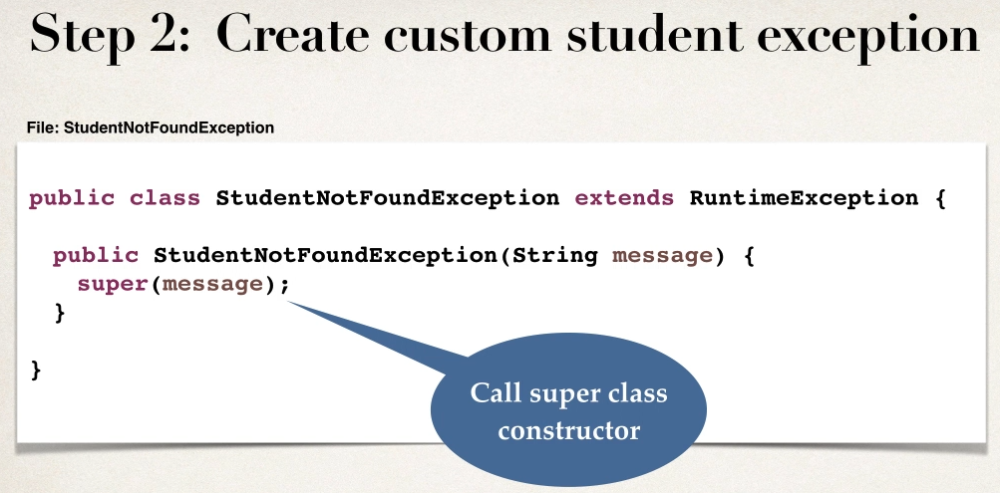 Step 2: Create custom student exception
File: StudentNotFoundException
public class StudentNotFoundException extends RuntimeException {
public StudentNotFoundException(String message) {
super(message);
}
}
Call super class
constructor